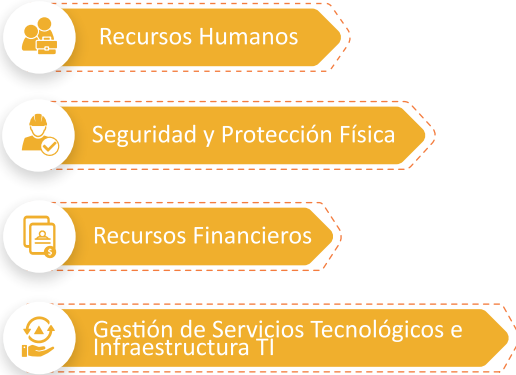 Recursos Humanos
Seguridad y Protección Física
Recursos Financieros
Gestión de Servicios Tecnológicos e
Infraestructura TI